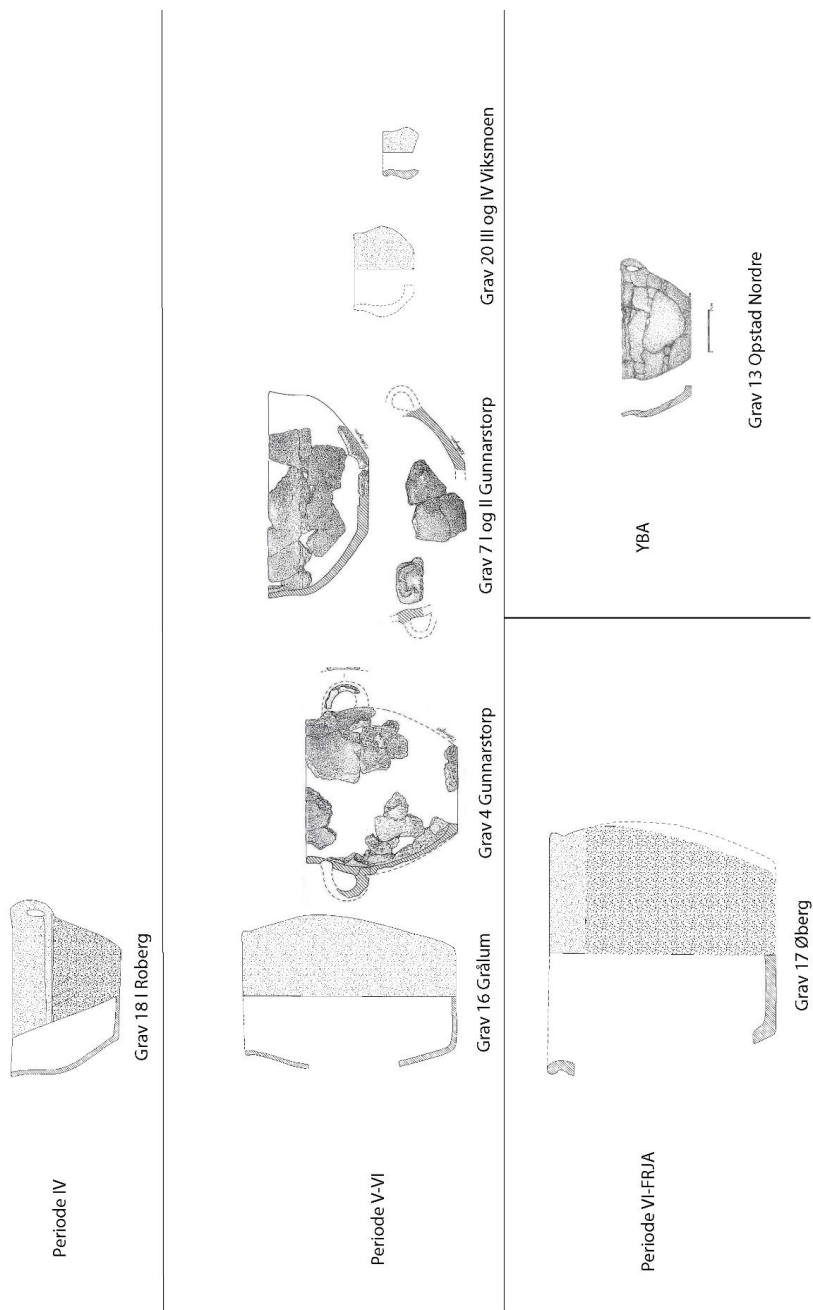 Periode IV
Grav 18 I Roberg
Periode V-VI
Grav 16 Grålum
Grav 4 Gunnarstorp
Grav 7 I og II Gunnarstorp
Grav 20 III og IV Viksmoen
Periode VI-FRJA
Grav 17 Øberg
YBA
Grav 13 Opstad Nordre